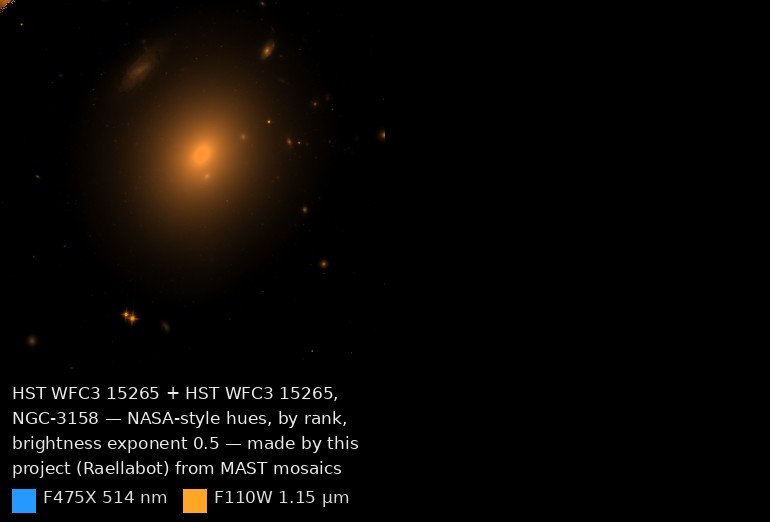 HST WFC3 15265 + HST WFC3 15265,
NGC-3158 — NASA-style hues, by rank,
brightness exponent 0.5 — made by this
project (Raellabot) from MAST mosaics
F475X 514 nm F110W 1.15 µm